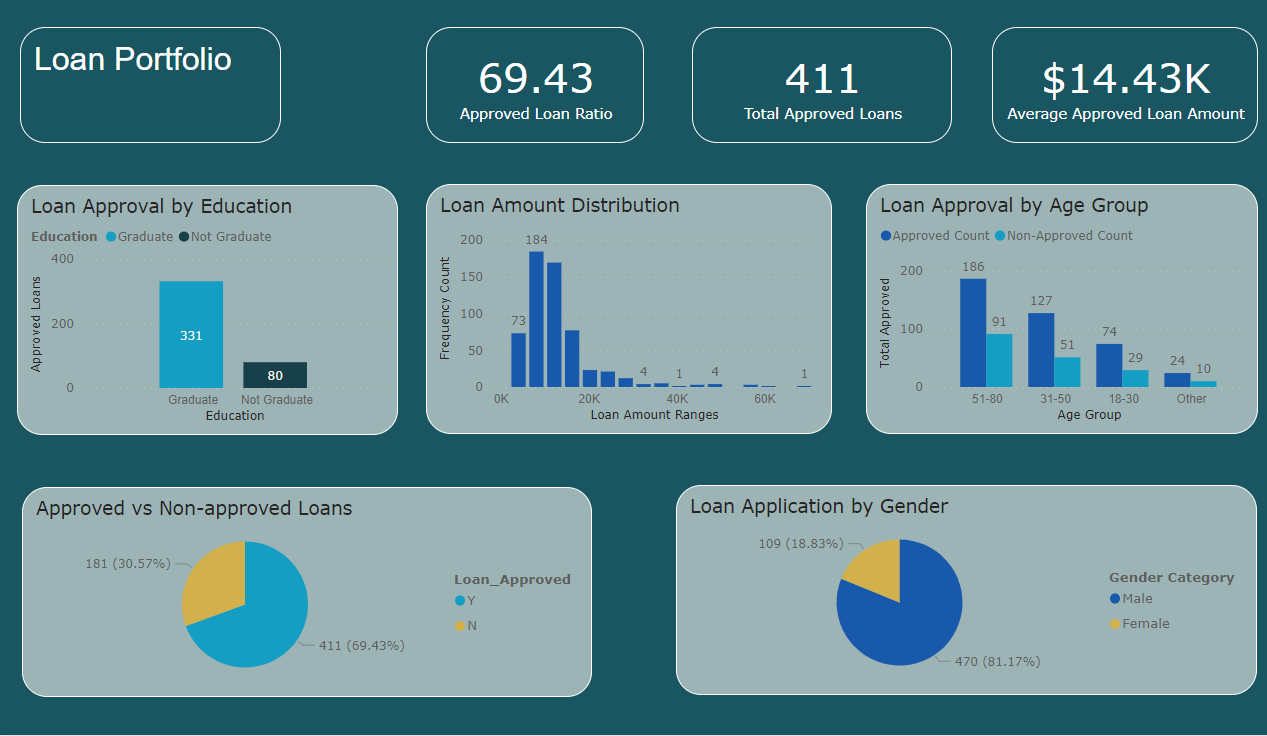 Loan Portfolio
69.43
Approved Loan Ratio
411
Total Approved Loans
$14.43K
Average Approved Loan Amount
Loan Approval by Education
Education Graduate Not Graduate
Approved Loans
400
200
0
331
80
Graduate Not Graduate
Education
Loan Amount Distribution
Frequency Count
200
150
100
50
0
73
184
4
1
4
1
0K 20K 40K 60K
Loan Amount Ranges
Loan Approval by Age Group
Approved Count Non-Approved Count
Total Approved
200
100
0
186
91
127
51
74
29
24
10
51-80 31-50 18-30 Other
Age Group
Approved vs Non-approved Loans
181 (30.57%)
411 (69.43%)
Loan_Approved
Y
N
Loan Application by Gender
109 (18.83%)
470 (81.17%)
Gender Category
Male
Female